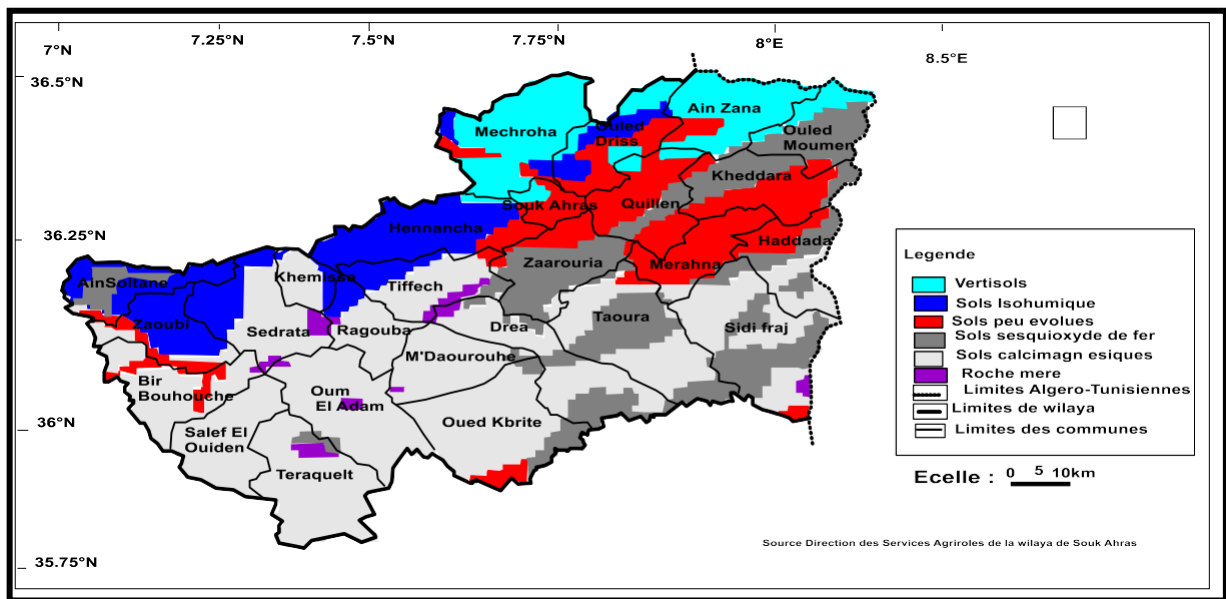 7°N
7.25°N
7.5°N
7.75°N
8°E
8.5°E
36.5°N
36.25°N
36°N
35.75°N
Mechroha
Ouled
Driss
Ain Zana
Ouled
Moumen
Kheddara
Souk Ahras
Quillen
Hennancha
Zaarouria
Merahna
Haddada
AinSoltane
Khemissa
Tiffech
Zaoubi
Sedrata
Ragouba
Drea
Taoura
Sidi fraj
M'Daourouhe
Bir
Bouhouche
Oum
El Adam
Oued Kbrite
Salef El
Ouiden
Teraquelt
Legende
Vertisols
Sols Isohumique
Sols peu evolues
Sols sesquioxyde de fer
Sols calcimagn esiques
Roche mere
Limites Algero-Tunisiennes
Limites de wilaya
Limites des communes
Ecelle : 0 5 10km
Source Direction des Services Agriroles de la wilaya de Souk Ahras